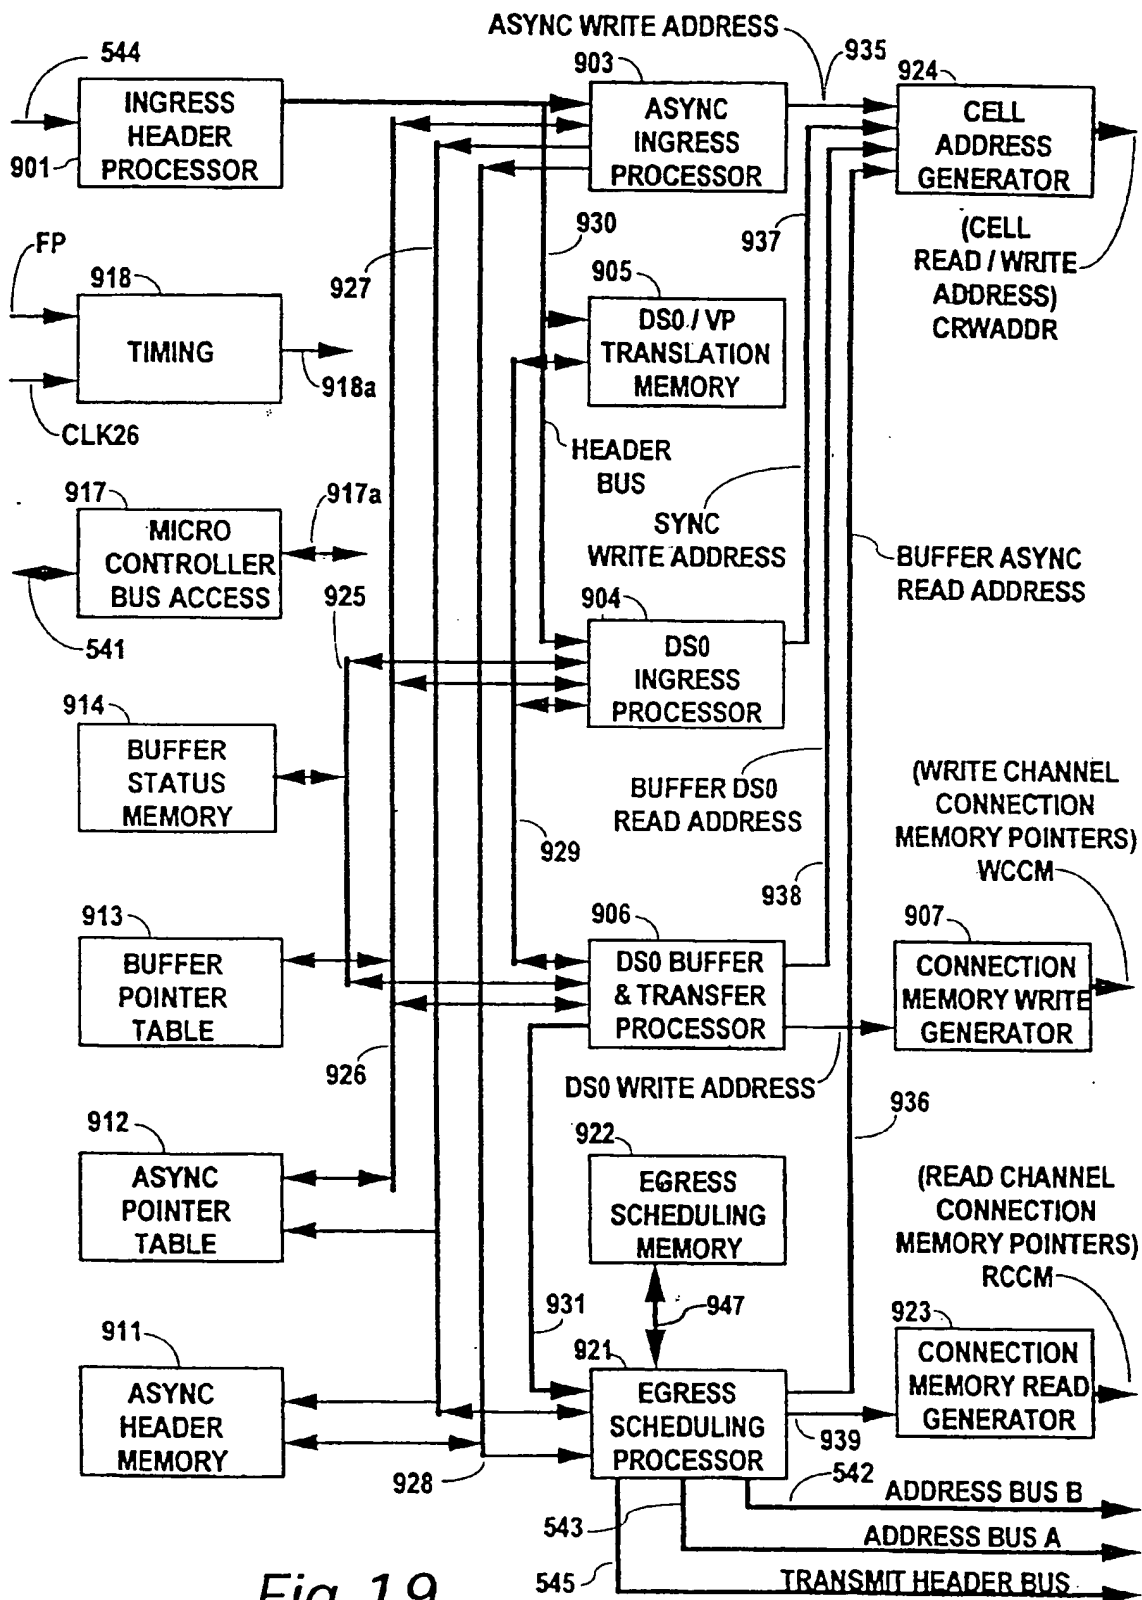 ASYNC WRITE ADDRESS
544
903
935
924
INGRESS
HEADER
PROCESSOR
901
ASYNC
INGRESS
PROCESSOR
CELL
ADDRESS
GENERATOR
930
937
(CELL
READ / WRITE
ADDRESS)
CRWADDR
FP
918
927
905
TIMING
918a
DS0 / VP
TRANSLATION
MEMORY
CLK26
HEADER
BUS
917
917a
MICRO
CONTROLLER
BUS ACCESS
SYNC
WRITE ADDRESS
BUFFER ASYNC
READ ADDRESS
541
925
904
DS0
INGRESS
PROCESSOR
914
BUFFER
STATUS
MEMORY
BUFFER DS0
READ ADDRESS
(WRITE CHANNEL
CONNECTION
MEMORY POINTERS)
WCCM
929
938
913
906
907
BUFFER
POINTER
TABLE
DS0 BUFFER
& TRANSFER
PROCESSOR
CONNECTION
MEMORY WRITE
GENERATOR
926
DS0 WRITE ADDRESS
936
912
922
ASYNC
POINTER
TABLE
EGRESS
SCHEDULING
MEMORY
(READ CHANNEL
CONNECTION
MEMORY POINTERS)
RCCM
931
947
923
911
921
ASYNC
HEADER
MEMORY
EGRESS
SCHEDULING
PROCESSOR
CONNECTION
MEMORY READ
GENERATOR
939
928
542
ADDRESS BUS B
543
ADDRESS BUS A
545
TRANSMIT HEADER BUS
Fig. 19